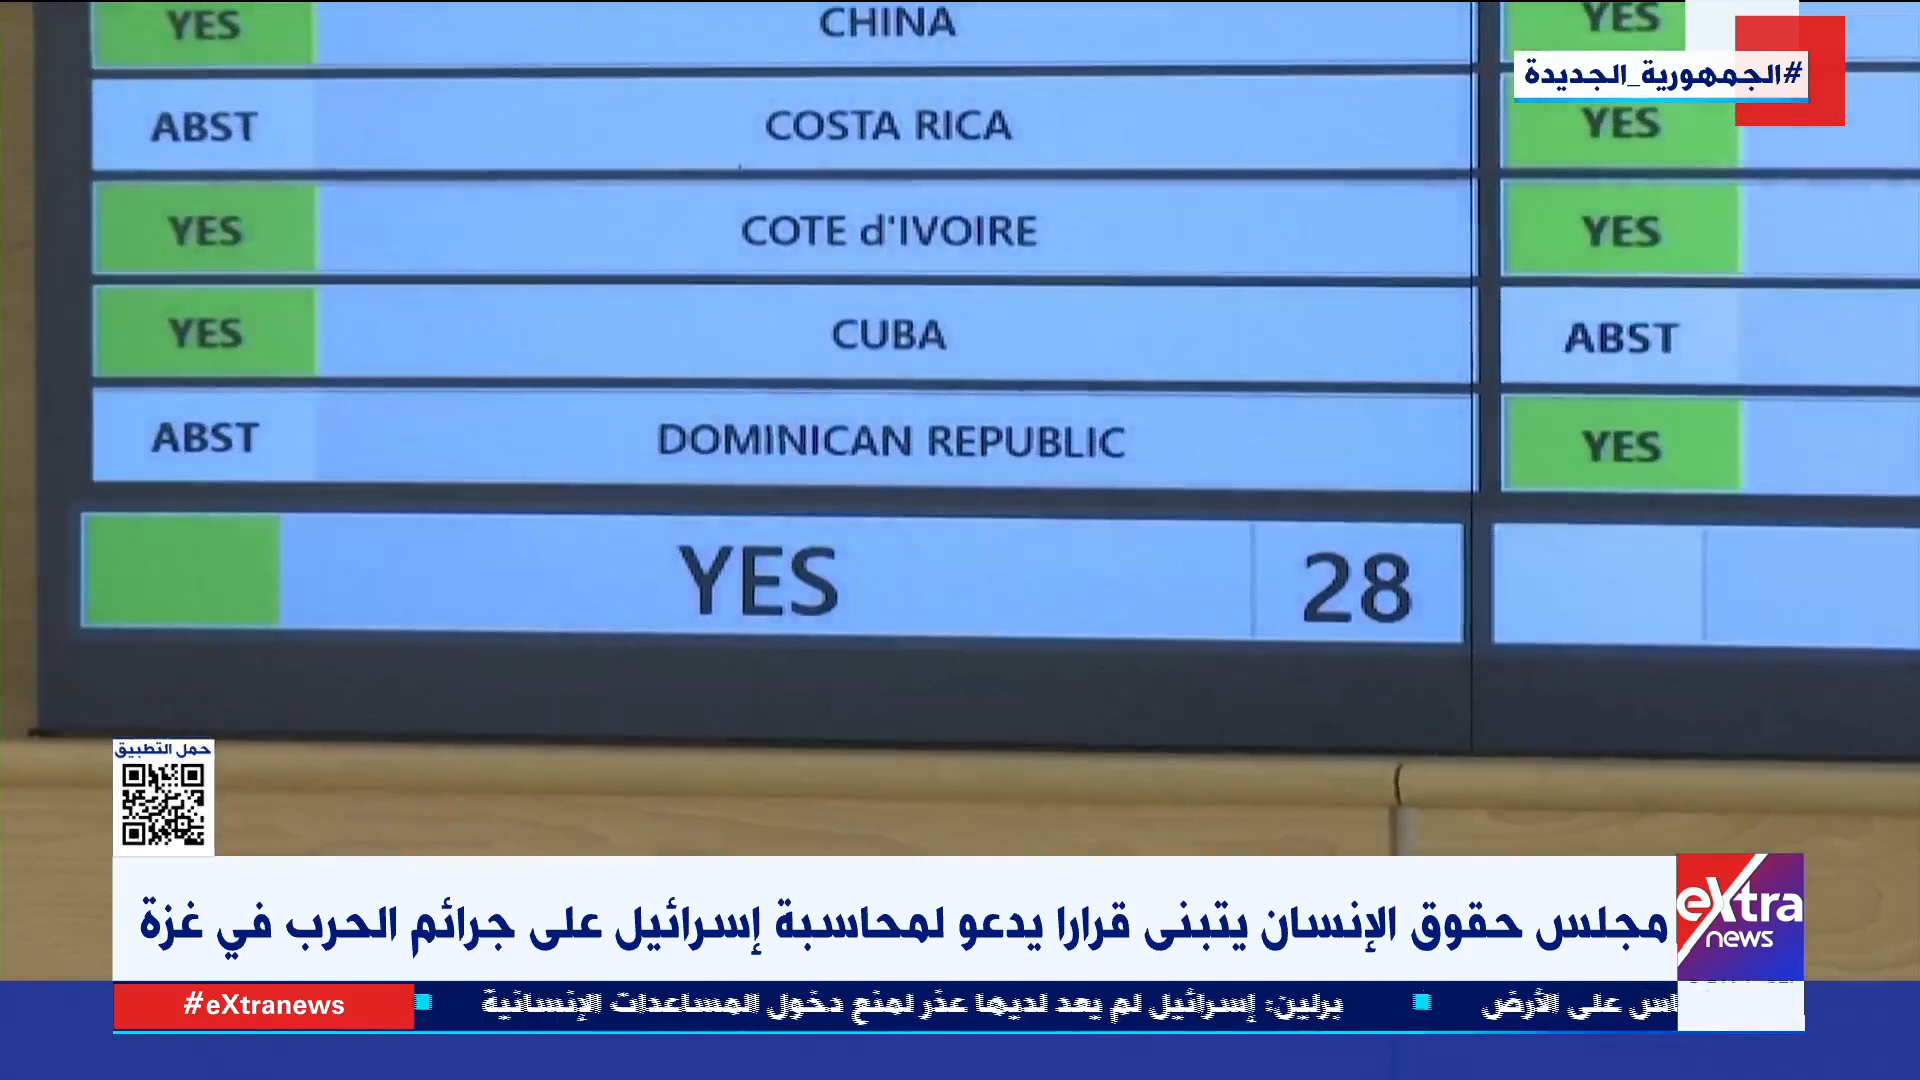 YES CHINA YES
#الجمهورية_الجديدة
ABST COSTA RICA YES
YES COTE d'IVOIRE YES
YES CUBA ABST
ABST DOMINICAN REPUBLIC YES
YES 28
حمل التطبيق
مجلس حقوق الإنسان يتبنى قرارا يدعو لمحاسبة إسرائيل على جرائم الحرب في غزة
eXtra
news
#eXtranews
على الأرض برلين: إسرائيل لم يعد لديها عذر لمنع دخول المساعدات الإنسانية